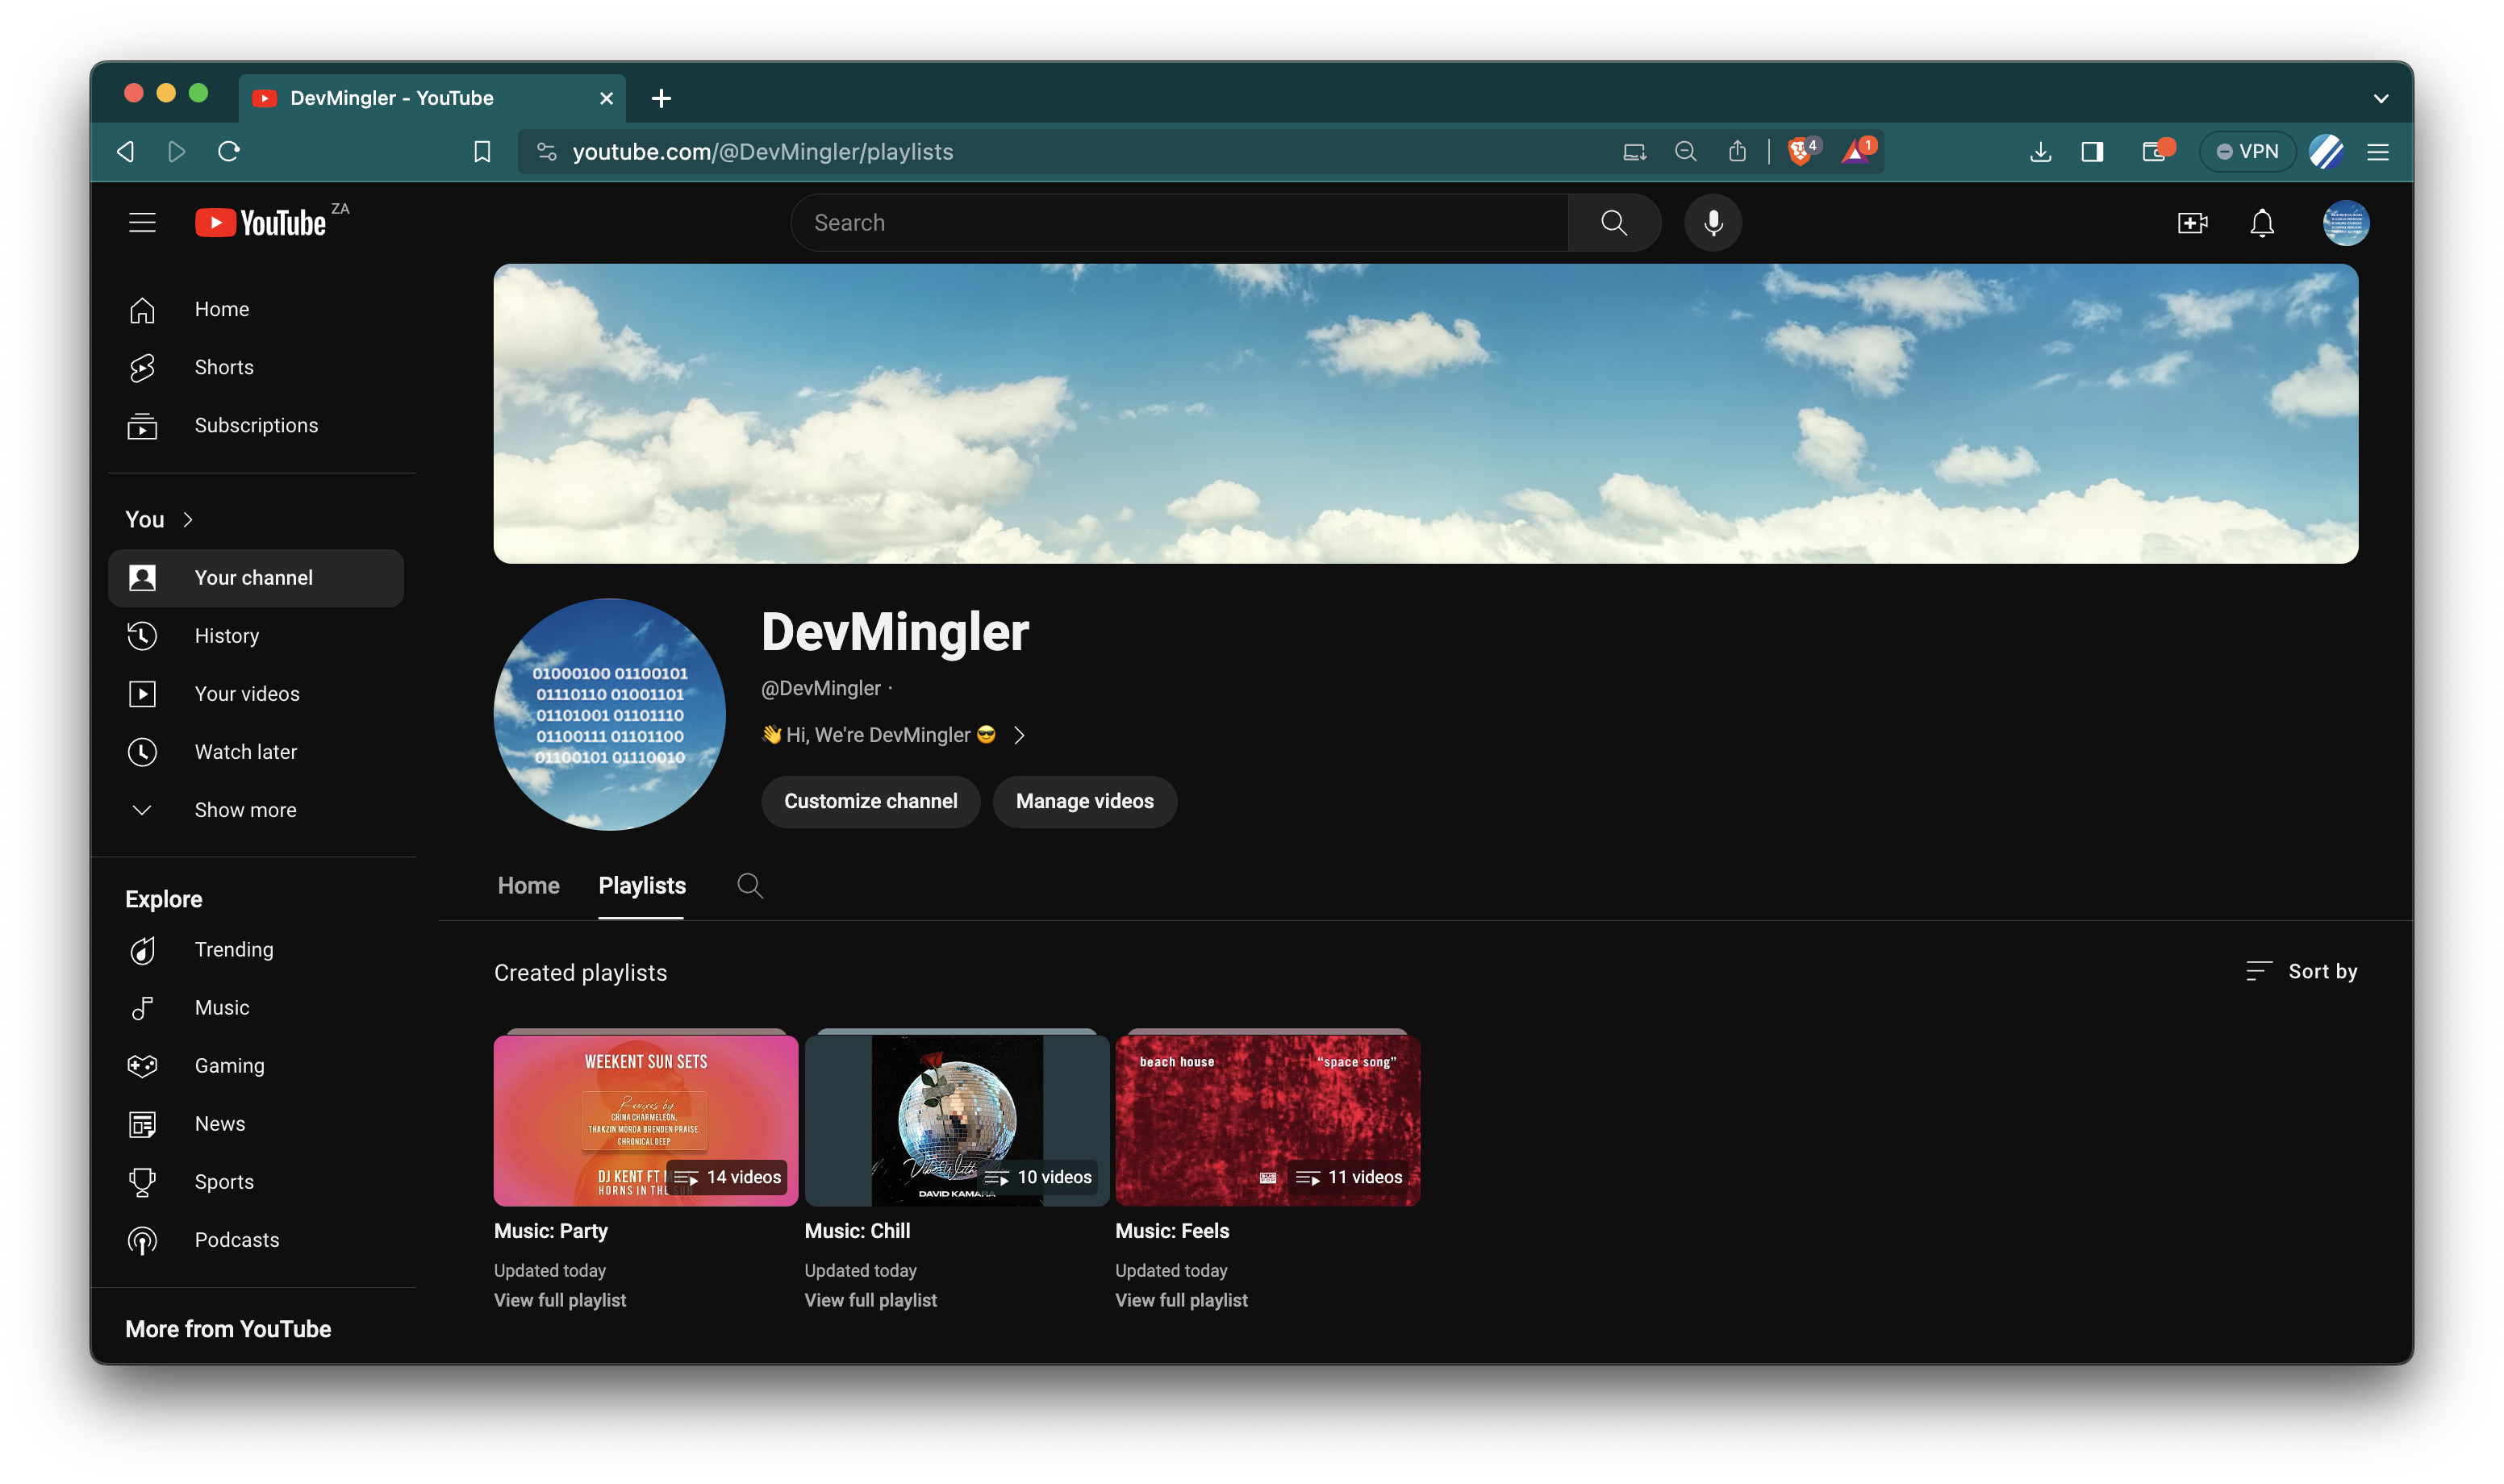 DevMingler - YouTube
youtube.com/@DevMingler/playlists
4
1
VPN
YouTube ZA
Search
Home
Shorts
Subscriptions
You
Your channel
History
Your videos
Watch later
Show more
Explore
Trending
Music
Gaming
News
Sports
Podcasts
More from YouTube
01000100 01100101
01110110 01001101
01101001 01101110
01100111 01101100
01100101 01110010
DevMingler
@DevMingler ·
👋 Hi, We're DevMingler 😎
Customize channel
Manage videos
Home
Playlists
Created playlists
Sort by
WEEKENT SUN SETS
Remixes by
CHINA CHARMELEON,
THAKZIN MORDA BRENDEN PRAISE,
CHRONICAL DEEP
DJ KENT FT
HORNS IN THE SUN
14 videos
Music: Party
Updated today
View full playlist
Vibe With
DAVID KAMARA
10 videos
Music: Chill
Updated today
View full playlist
beach house
“space song”
11 videos
Music: Feels
Updated today
View full playlist